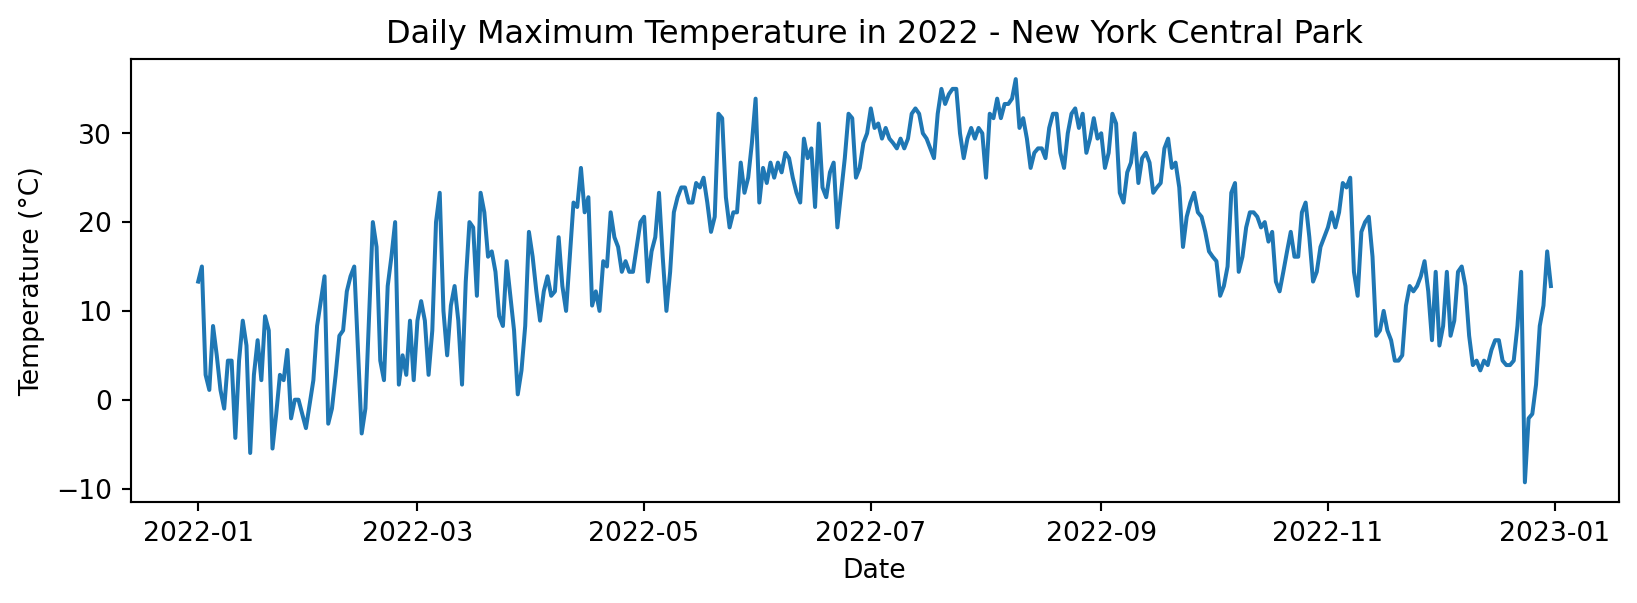 Daily Maximum Temperature in 2022 - New York Central Park
Temperature (°C)
30
20
10
0
−10
2022-01 2022-03 2022-05 2022-07 2022-09 2022-11 2023-01
Date